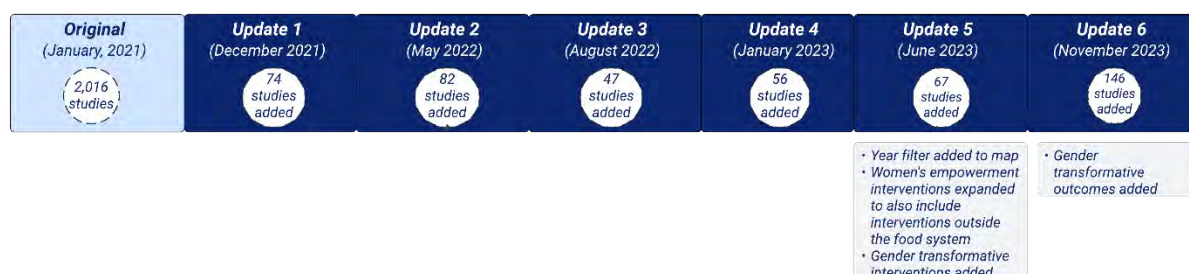 Original
(January, 2021)
2,016
studies
Update 1
(December 2021)
74
studies
added
Update 2
(May 2022)
82
studies
added
Update 3
(August 2022)
47
studies
added
Update 4
(January 2023)
56
studies
added
Update 5
(June 2023)
67
studies
added
Update 6
(November 2023)
146
studies
added
• Year filter added to map
• Women's empowerment
interventions expanded
to also include
interventions outside
the food system
• Gender transformative
interventions added
• Gender
transformative
outcomes added